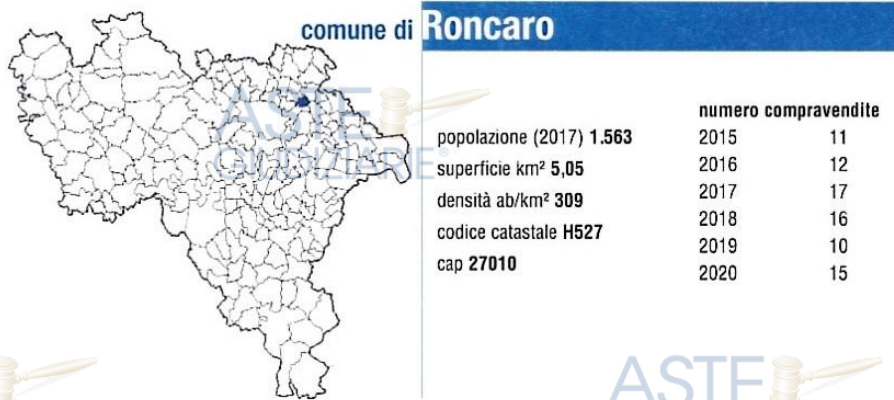 comune di Roncaro
numero compravendite
popolazione (2017) 1.563
superficie km² 5,05
densità ab/km² 309
codice catastale H527
cap 27010
2015 11
2016 12
2017 17
2018 16
2019 10
2020 15
ASTE
GIUDIZIARIE®
ASTE